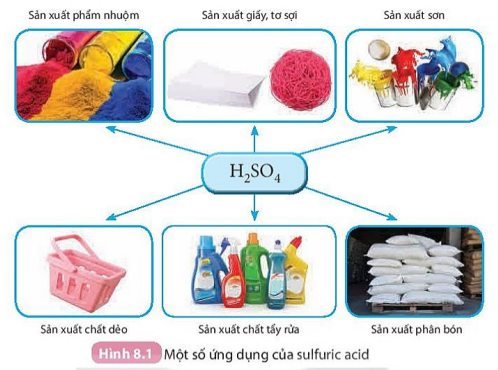 Sản xuất phẩm nhuộm
Sản xuất giấy, tơ sợi
Sản xuất sơn
H₂SO₄
Sản xuất chất dẻo
Sản xuất chất tẩy rửa
Sản xuất phân bón
Hình 8.1 Một số ứng dụng của sulfuric acid